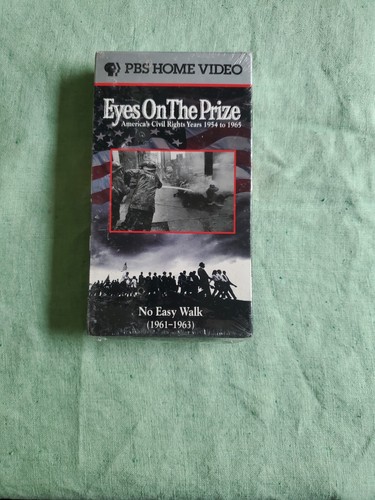 PBS HOME VIDEO
Eyes On The Prize
America's Civil Rights Years 1954 to 1965
No Easy Walk
(1961-1963)